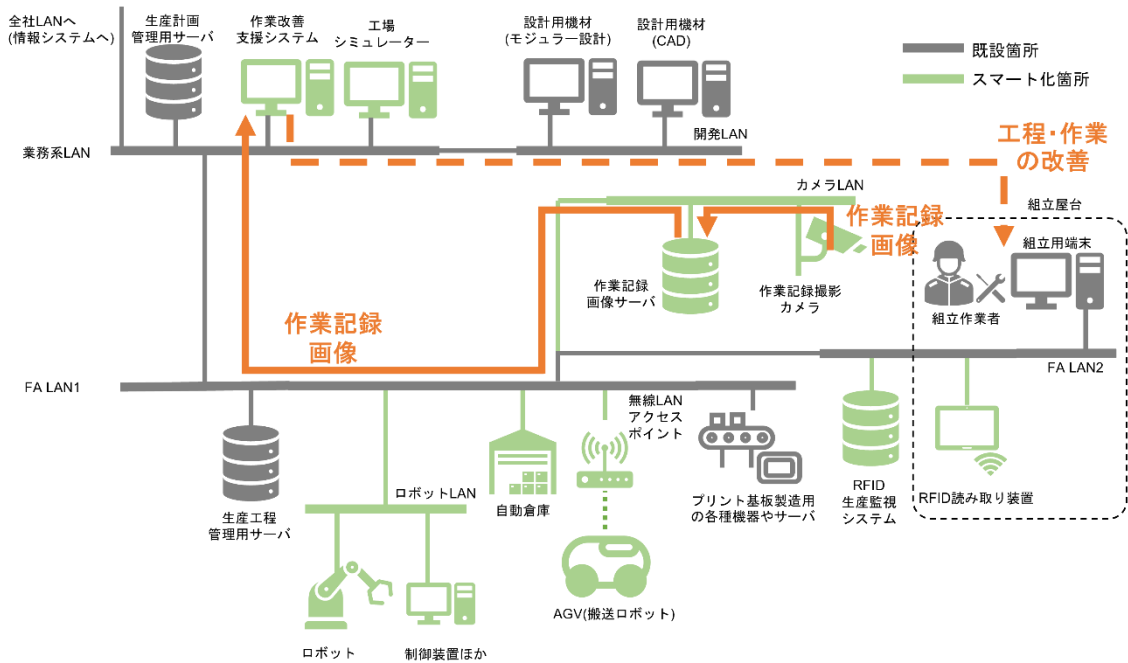 全社LANへ
(情報システムへ)
生産計画
管理用サーバ
作業改善
支援システム
工場
シミュレーター
設計用機材
(モジュラー設計)
設計用機材
(CAD)
既設箇所
スマート化箇所
業務系LAN
開発LAN
工程・作業
の改善
カメラLAN
組立屋台
作業記録
画像
組立用端末
作業記録
画像サーバ
作業記録撮影
カメラ
組立作業者
作業記録
画像
FA LAN2
FA LAN1
無線LAN
アクセス
ポイント
生産工程
管理用サーバ
ロボットLAN
自動倉庫
プリント基板製造用
の各種機器やサーバ
RFID
生産監視
システム
RFID読み取り装置
AGV(搬送ロボット)
ロボット
制御装置ほか